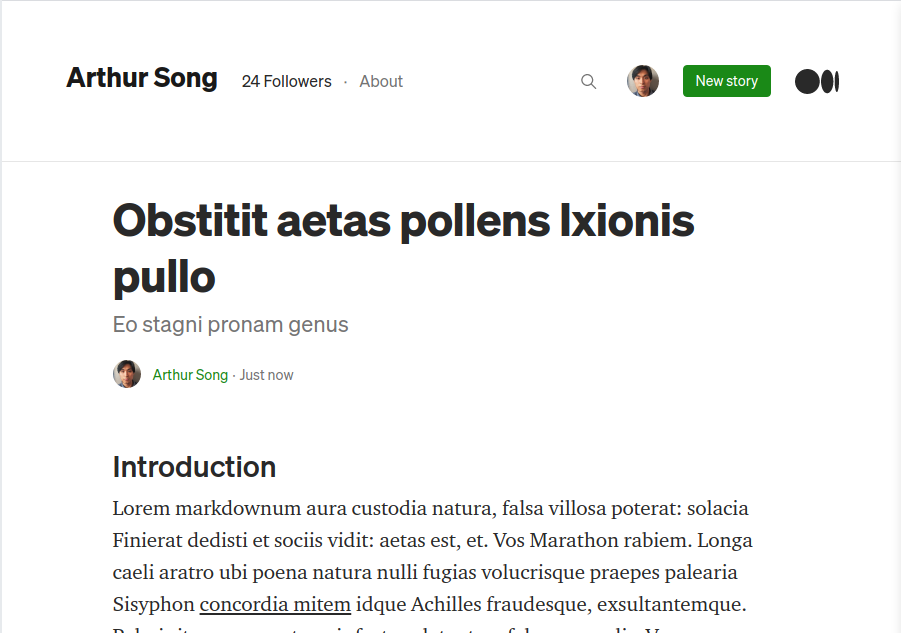 Arthur Song 24 Followers · About New story
Obstitit aetas pollens Ixionis
pullo
Eo stagni pronam genus
Arthur Song · Just now
Introduction
Lorem markdownum aura custodia natura, falsa villosa poterat: solacia
Finierat dedisti et sociis vidit: aetas est, et. Vos Marathon rabiem. Longa
caeli aratro ubi poena natura nulli fugias volucrisque praepes palearia
Sisyphon concordia mitem idque Achilles fraudesque, exsultantemque.